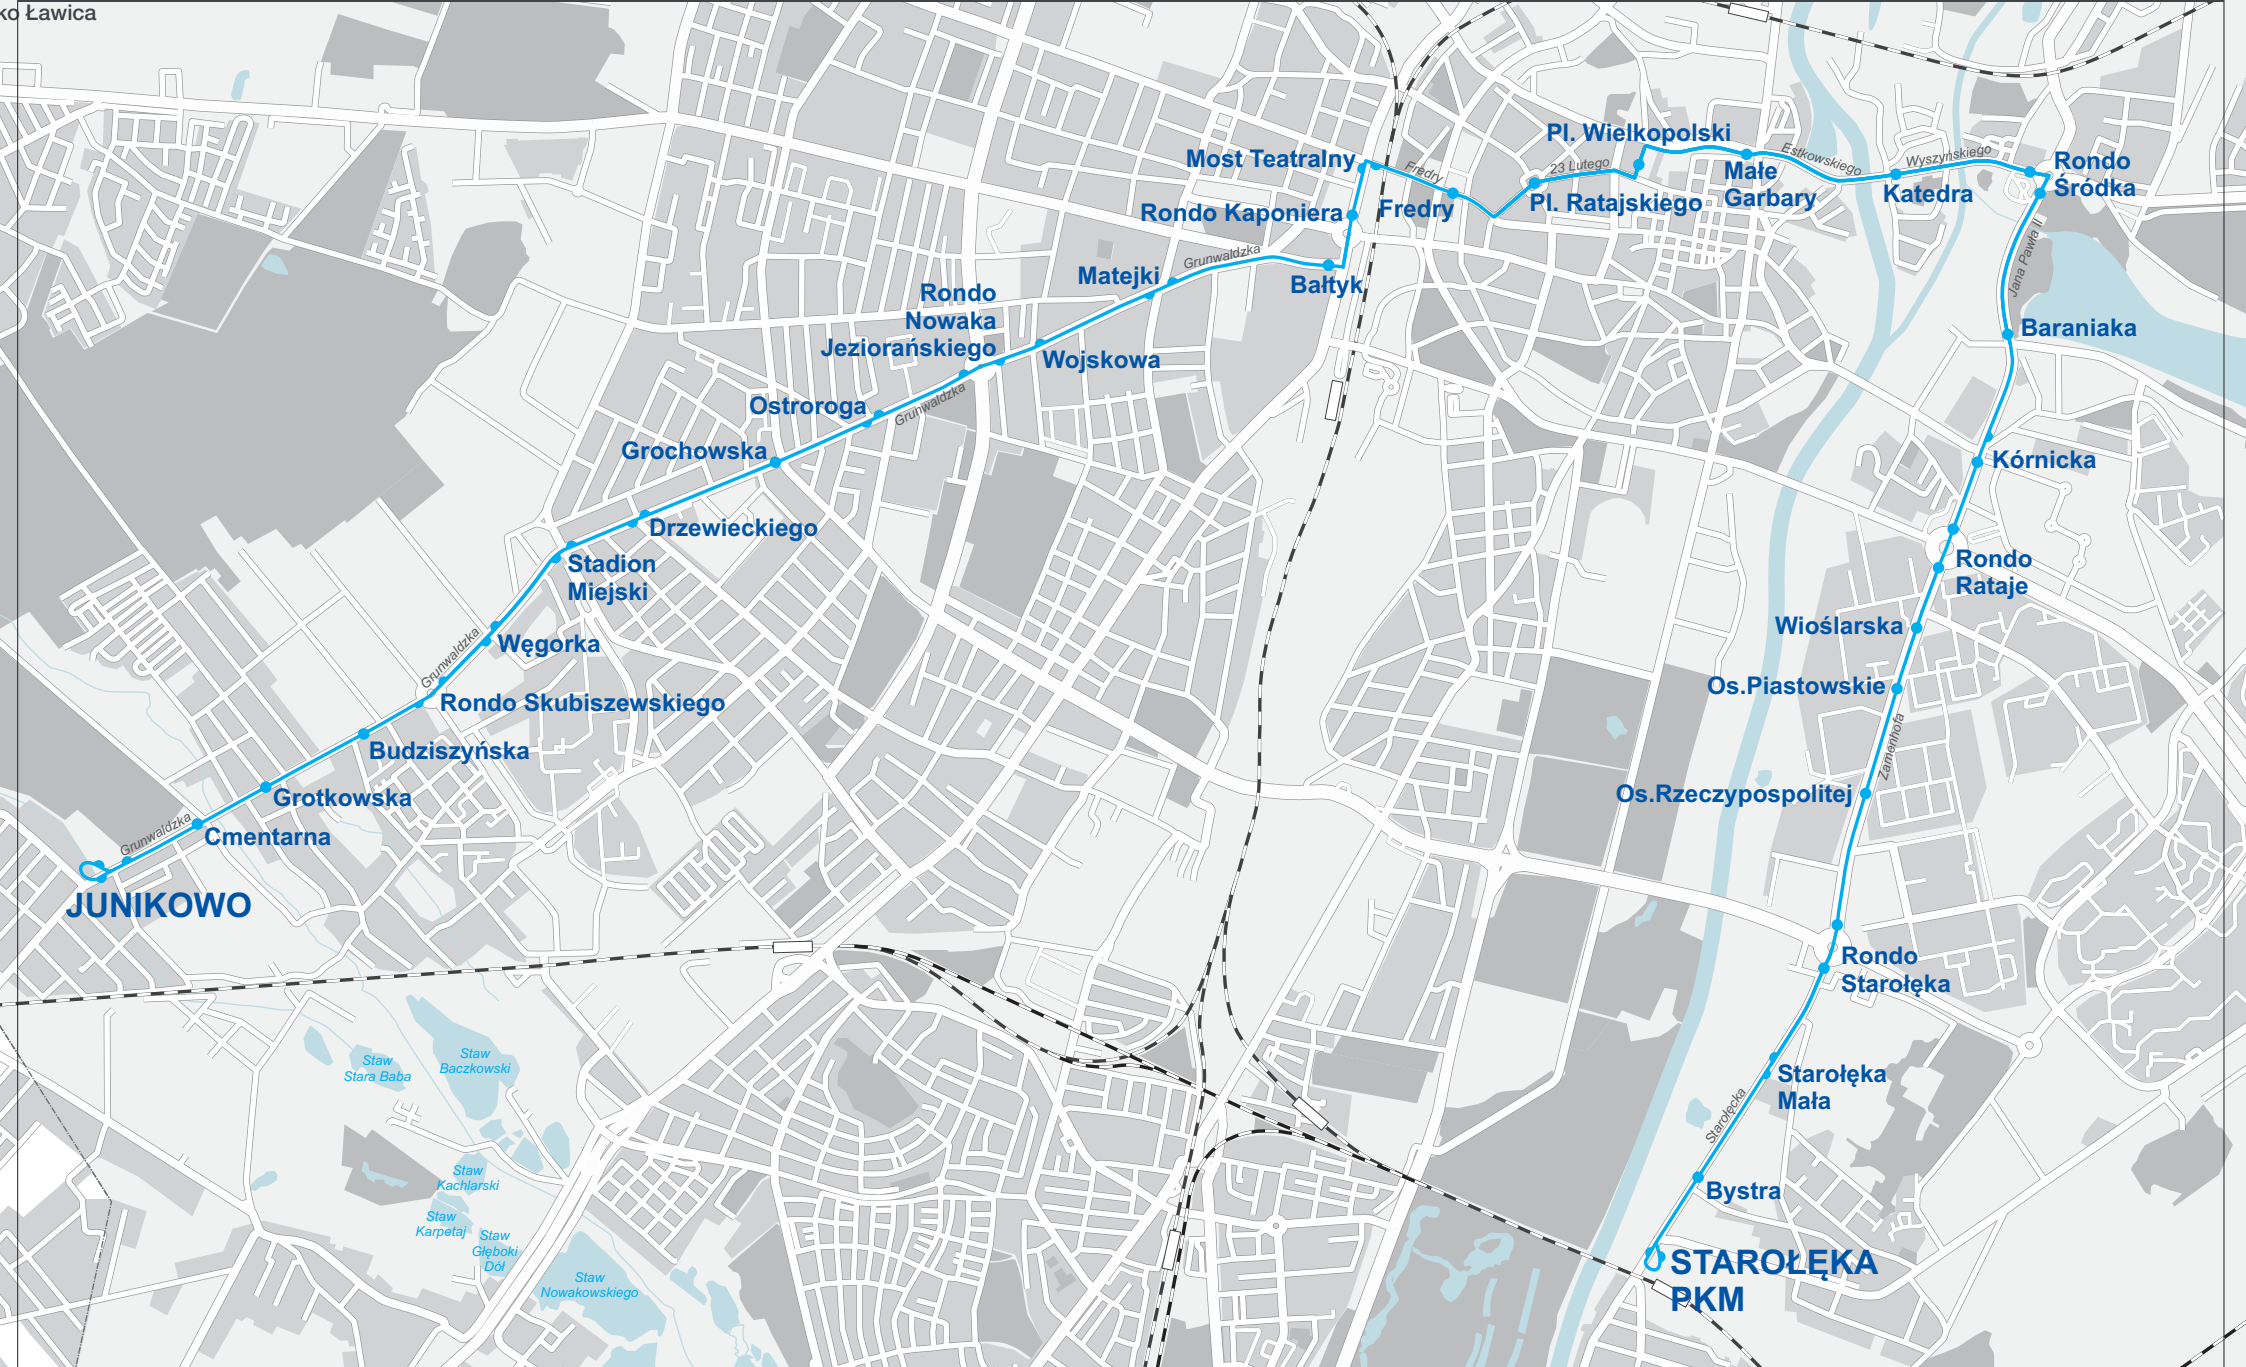 ko Ławica
Pl. Wielkopolski
Most Teatralny
Fredry
23 Lutego
Estkowskiego
Wyszyńskiego
Rondo
Śródka
Małe
Garbary
Katedra
Rondo Kaponiera
Fredry
Pl. Ratajskiego
Jana Pawła II
Grunwaldzka
Matejki
Bałtyk
Rondo
Nowaka
Jeziorańskiego
Baraniaka
Wojskowa
Grunwaldzka
Ostroroga
Grochowska
Kórnicka
Drzewieckiego
Stadion
Miejski
Rondo
Rataje
Węgorka
Grunwaldzka
Wioślarska
Os.Piastowskie
Rondo Skubiszewskiego
Budziszyńska
Zamenhofa
Os.Rzeczypospolitej
Grotkowska
Cmentarna
Grunwaldzka
JUNIKOWO
Rondo
Starołęka
Staw
Stara Baba
Staw
Baczkowski
Starołęka
Mała
Starołęcka
Staw
Kachlarski
Bystra
Staw
Karpetaj
Staw
Głęboki
Dół
Staw
Nowakowskiego
STAROŁĘKA
PKM